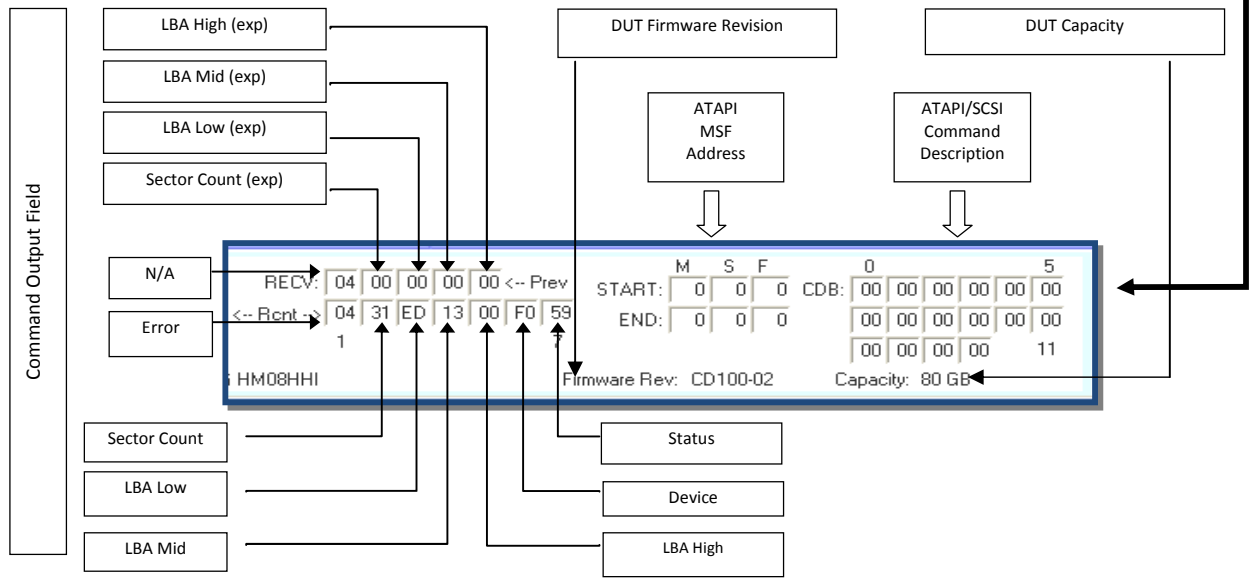 Command Output Field
LBA High (exp)
LBA Mid (exp)
LBA Low (exp)
Sector Count (exp)
N/A
Error
DUT Firmware Revision
DUT Capacity
ATAPI
MSF
Address
ATAPI/SCSI
Command
Description
M S F 0 5
RECV: 04 00 00 00 00 <-- Prev START: 0 0 0 CDB: 00 00 00 00 00 00
<-- Rcnt --> 04 31 ED 13 00 F0 59 END: 0 0 0 00 00 00 00 00 00
1 7 00 00 00 00 11
HM08HHI Firmware Rev: CD100-02 Capacity: 80 GB
Sector Count
LBA Low
LBA Mid
Status
Device
LBA High